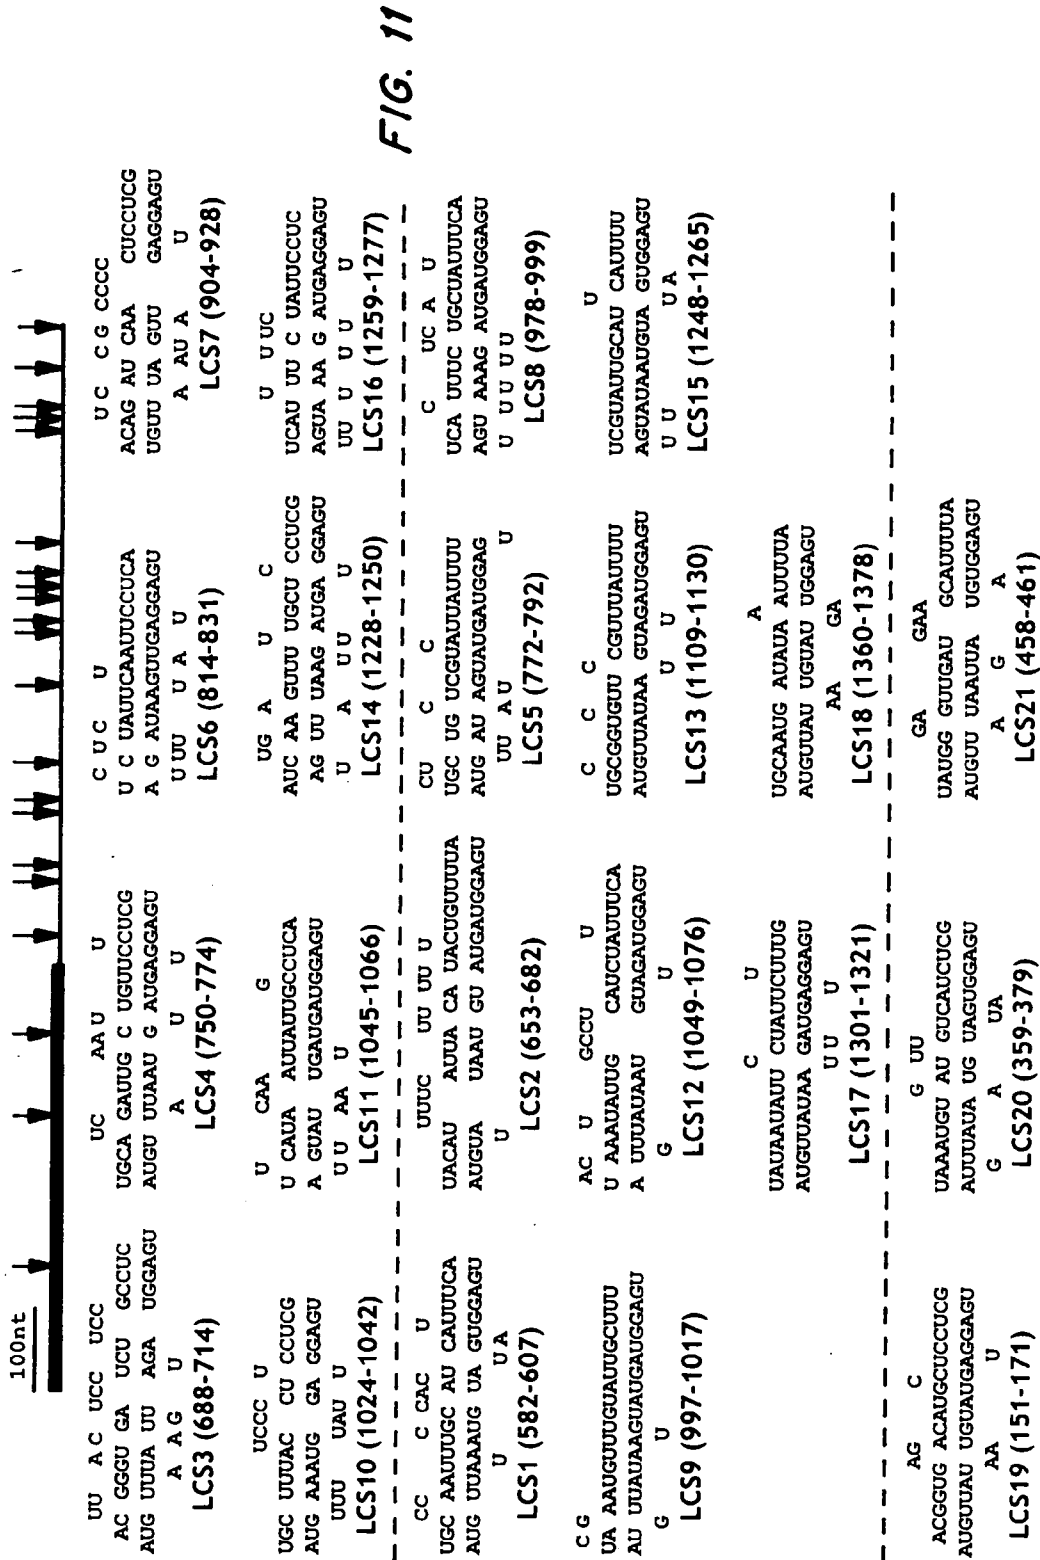 100nt
UU A C UCC UCC
AC GGGU GA UCU GCCUC
AUG UUUA UU AGA UGGAGU
A AG U
LCS3 (688-714)
UC AAU U
UGCA GAUUG C UGUUCCUCG
AUGU UUAAU G AUGAGGAGU
A U U
LCS4 (750-774)
C UC U
U C UAUUCAAUUCCUCA
A G AUAAGUUGAGGAGU
U UU U A U
LCS6 (814-831)
UC C G CCCC
ACAG AU CAA CUCCUCG
UGUU UA GUU GAGGAGU
A AU A U
LCS7 (904-928)
UCCC U
UGC UUUAC CU CCUCG
AUG AAAUG GA GGAGU
UUU UAU U
LCS10 (1024-1042)
U CAA G
U CAUA AUUAUUGCCUCA
A GUAU UGAUGAUGGAGU
U U AA U
LCS11 (1045-1066)
UG A U C
AUC AA GUUU UGCU CCUCG
AG UU UAAG AUGA GGAGU
U A UU U
LCS14 (1228-1250)
U U UC
UCAU UU C UAUUCCUC
AGUA AA G AUGAGGAGU
UU U U U U
LCS16 (1259-1277)
CC C CAC U
UGC AAUUGC AU CAUUUCA
AUG UUAAAUG UA GUGGAGU
U UA
LCS1 (582-607)
UUUC UU UU U
UACAU AUUA CA UACUGUUUUA
AUGUA UAAU GU AUGAUGGAGU
U
LCS2 (653-682)
CU C C C
UGC UG UCGUAUUAUUUU
AUG AU AGUAUGAUGGAG
UU A U U
LCS5 (772-792)
C UC A U
UCA UUUC UGCUAUUUCA
AGU AAAG AUGAUGGAGU
U U U U U
LCS8 (978-999)
C G
UA AAUGUUUGUAUUGCUUU
AU UUAUAAGUAUGAUGGAGU
G U
LCS9 (997-1017)
AC U GCCU U
U AAAUAUUG CAUCUAUUUCA
A UUUAUAAU GUAGAUGGAGU
G U
LCS12 (1049-1076)
C C C C
UGCGGUGUU CGUUUAUUUU
AUGUUAUAA GUAGAUGGAGU
U U
LCS13 (1109-1130)
U
UCGUAUUGCAU CAUUUU
AGUAUAAUGUA GUGGAGU
U U UA
LCS15 (1248-1265)
C U
UAUAAUAUU CUAUUCUUUG
AUGUUAUAA GAUGAGGAGU
U U U
LCS17 (1301-1321)
A
UGCAAUG AUAUA AUUUUA
AUGUUAU UGUAU UGGAGU
AA GA
LCS18 (1360-1378)
AG C
ACGGUG ACAUGCUCCUCG
AUGUUAU UGUAUGAGGAGU
AA U
LCS19 (151-171)
G UU
UAAAUGU AU GUCAUCUCG
AUUUAUA UG UAGUGGAGU
G A UA
LCS20 (359-379)
GA GAA
UAUGG GUUGAU GCAUUUUA
AUGUU UAAUUA UGUGGAGU
A G A
LCS21 (458-461)
FIG. 11